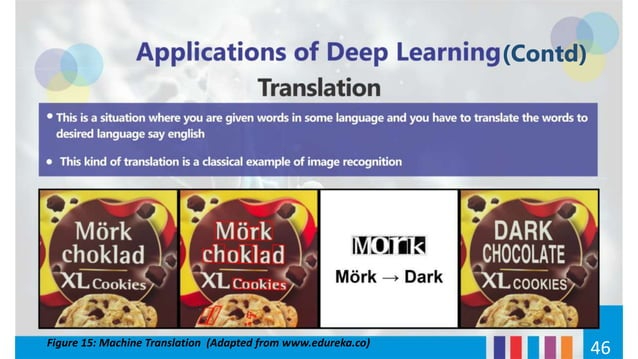 Applications of Deep Learning(Contd)
Translation
• This is a situation where you are given words in some language and you have to translate the words to
desired language say english
• This kind of translation is a classical example of image recognition
Mörk
choklad
XL Cookies
Mörk
choklad
XL Cookies
Mörk
Mörk → Dark
DARK
CHOCOLATE
XL COOKIES
Figure 15: Machine Translation (Adapted from www.edureka.co)
46